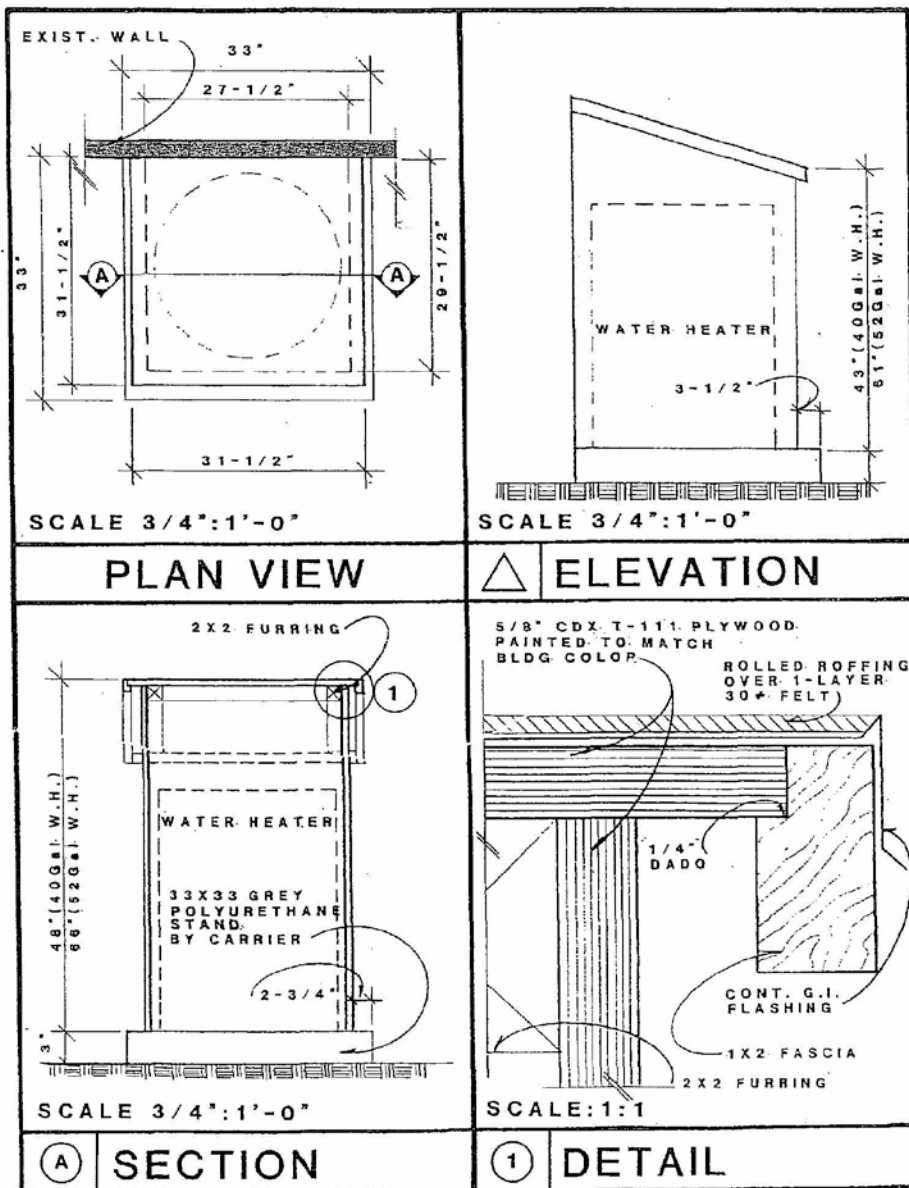 EXIST. WALL
33"
27-1/2"
33"
31-1/2"
A
A
29-1/2"
31-1/2"
SCALE 3/4":1'-0"
PLAN VIEW
WATER HEATER
3-1/2"
43"(40Gal W.H.)
61"(52Gal W.H.)
SCALE 3/4":1'-0"
ELEVATION
2X2 FURRING
1
WATER HEATER
33X33 GREY
POLYURETHANE
STAND
BY CARRIER
2-3/4"
48"(40Gal W.H.)
66"(52Gal W.H.)
3"
SCALE 3/4":1'-0"
A SECTION
5/8" CDX T-111 PLYWOOD
PAINTED TO MATCH
BLDG COLOR
ROLLED ROFFING
OVER 1-LAYER
30# FELT
1/4"
DADO
CONT. G.I.
FLASHING
1X2 FASCIA
2X2 FURRING
SCALE:1:1
1 DETAIL